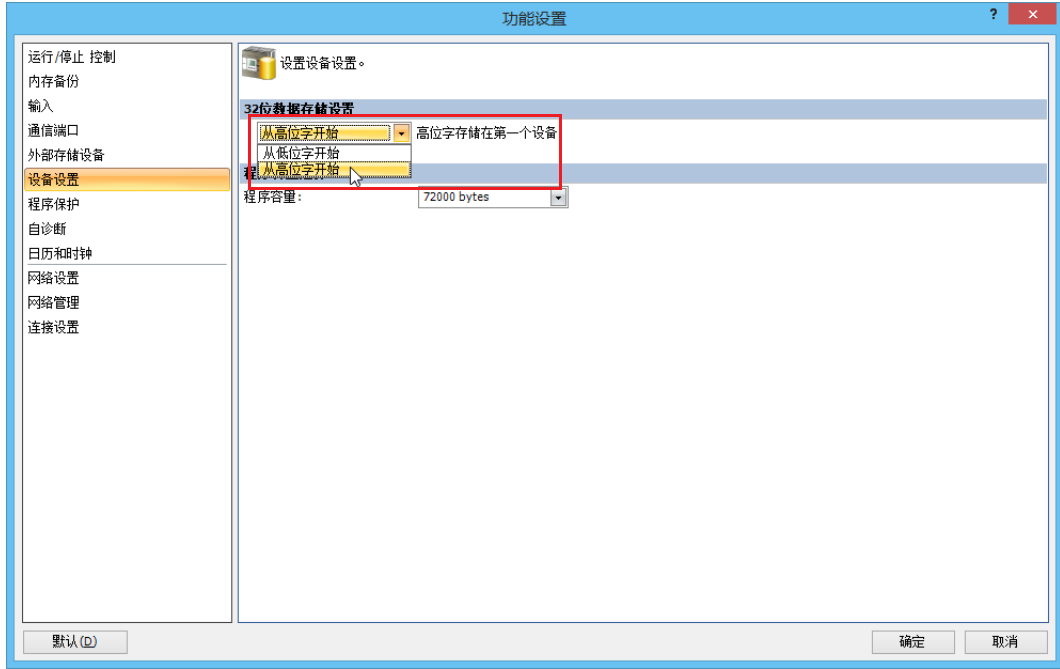 功能设置
?
运行/停止 控制
内存备份
输入
通信端口
外部存储设备
设备设置
程序保护
自诊断
日历和时钟
网络设置
网络管理
连接设置
设置设备设置。
32位数据存储设置
从高位字开始 高位字存储在第一个设备
从低位字开始
从高位字开始
程序容量: 72000 bytes
默认(D)
确定 取消